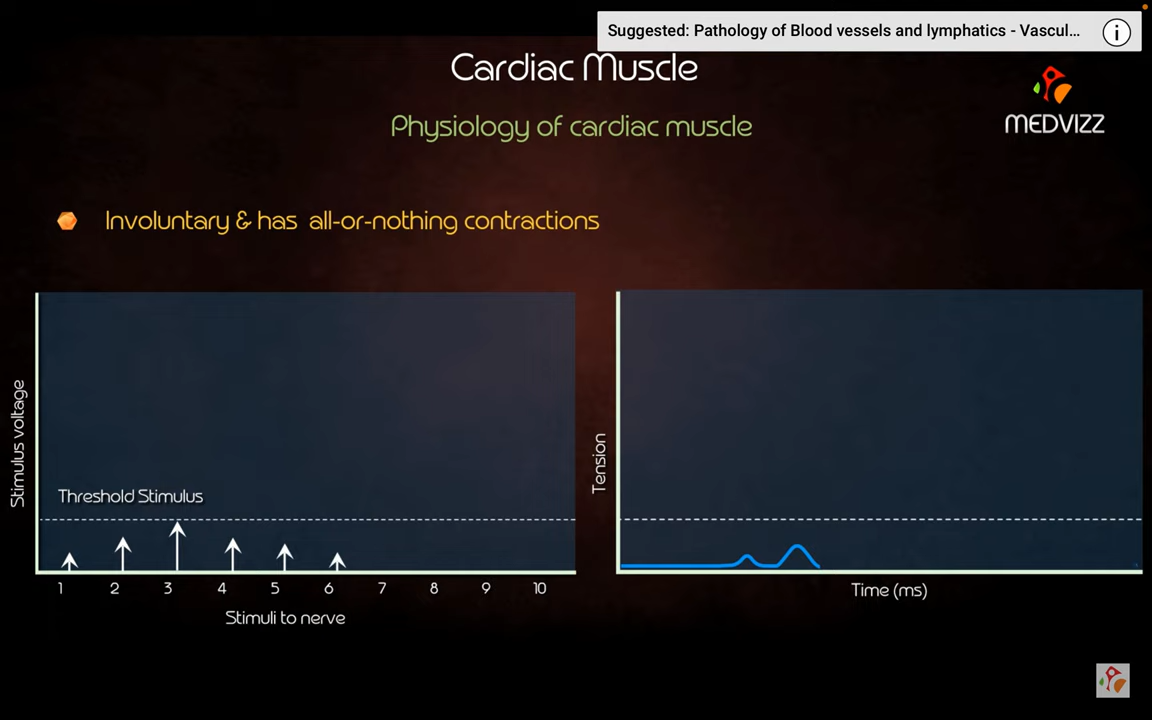 Suggested: Pathology of Blood vessels and lymphatics - Vascul...
Cardiac Muscle
MEDVIZZ
Physiology of cardiac muscle
Involuntary & has all-or-nothing contractions
Stimulus voltage
Threshold Stimulus
1 2 3 4 5 6 7 8 9 10
Stimuli to nerve
Tension
Time (ms)